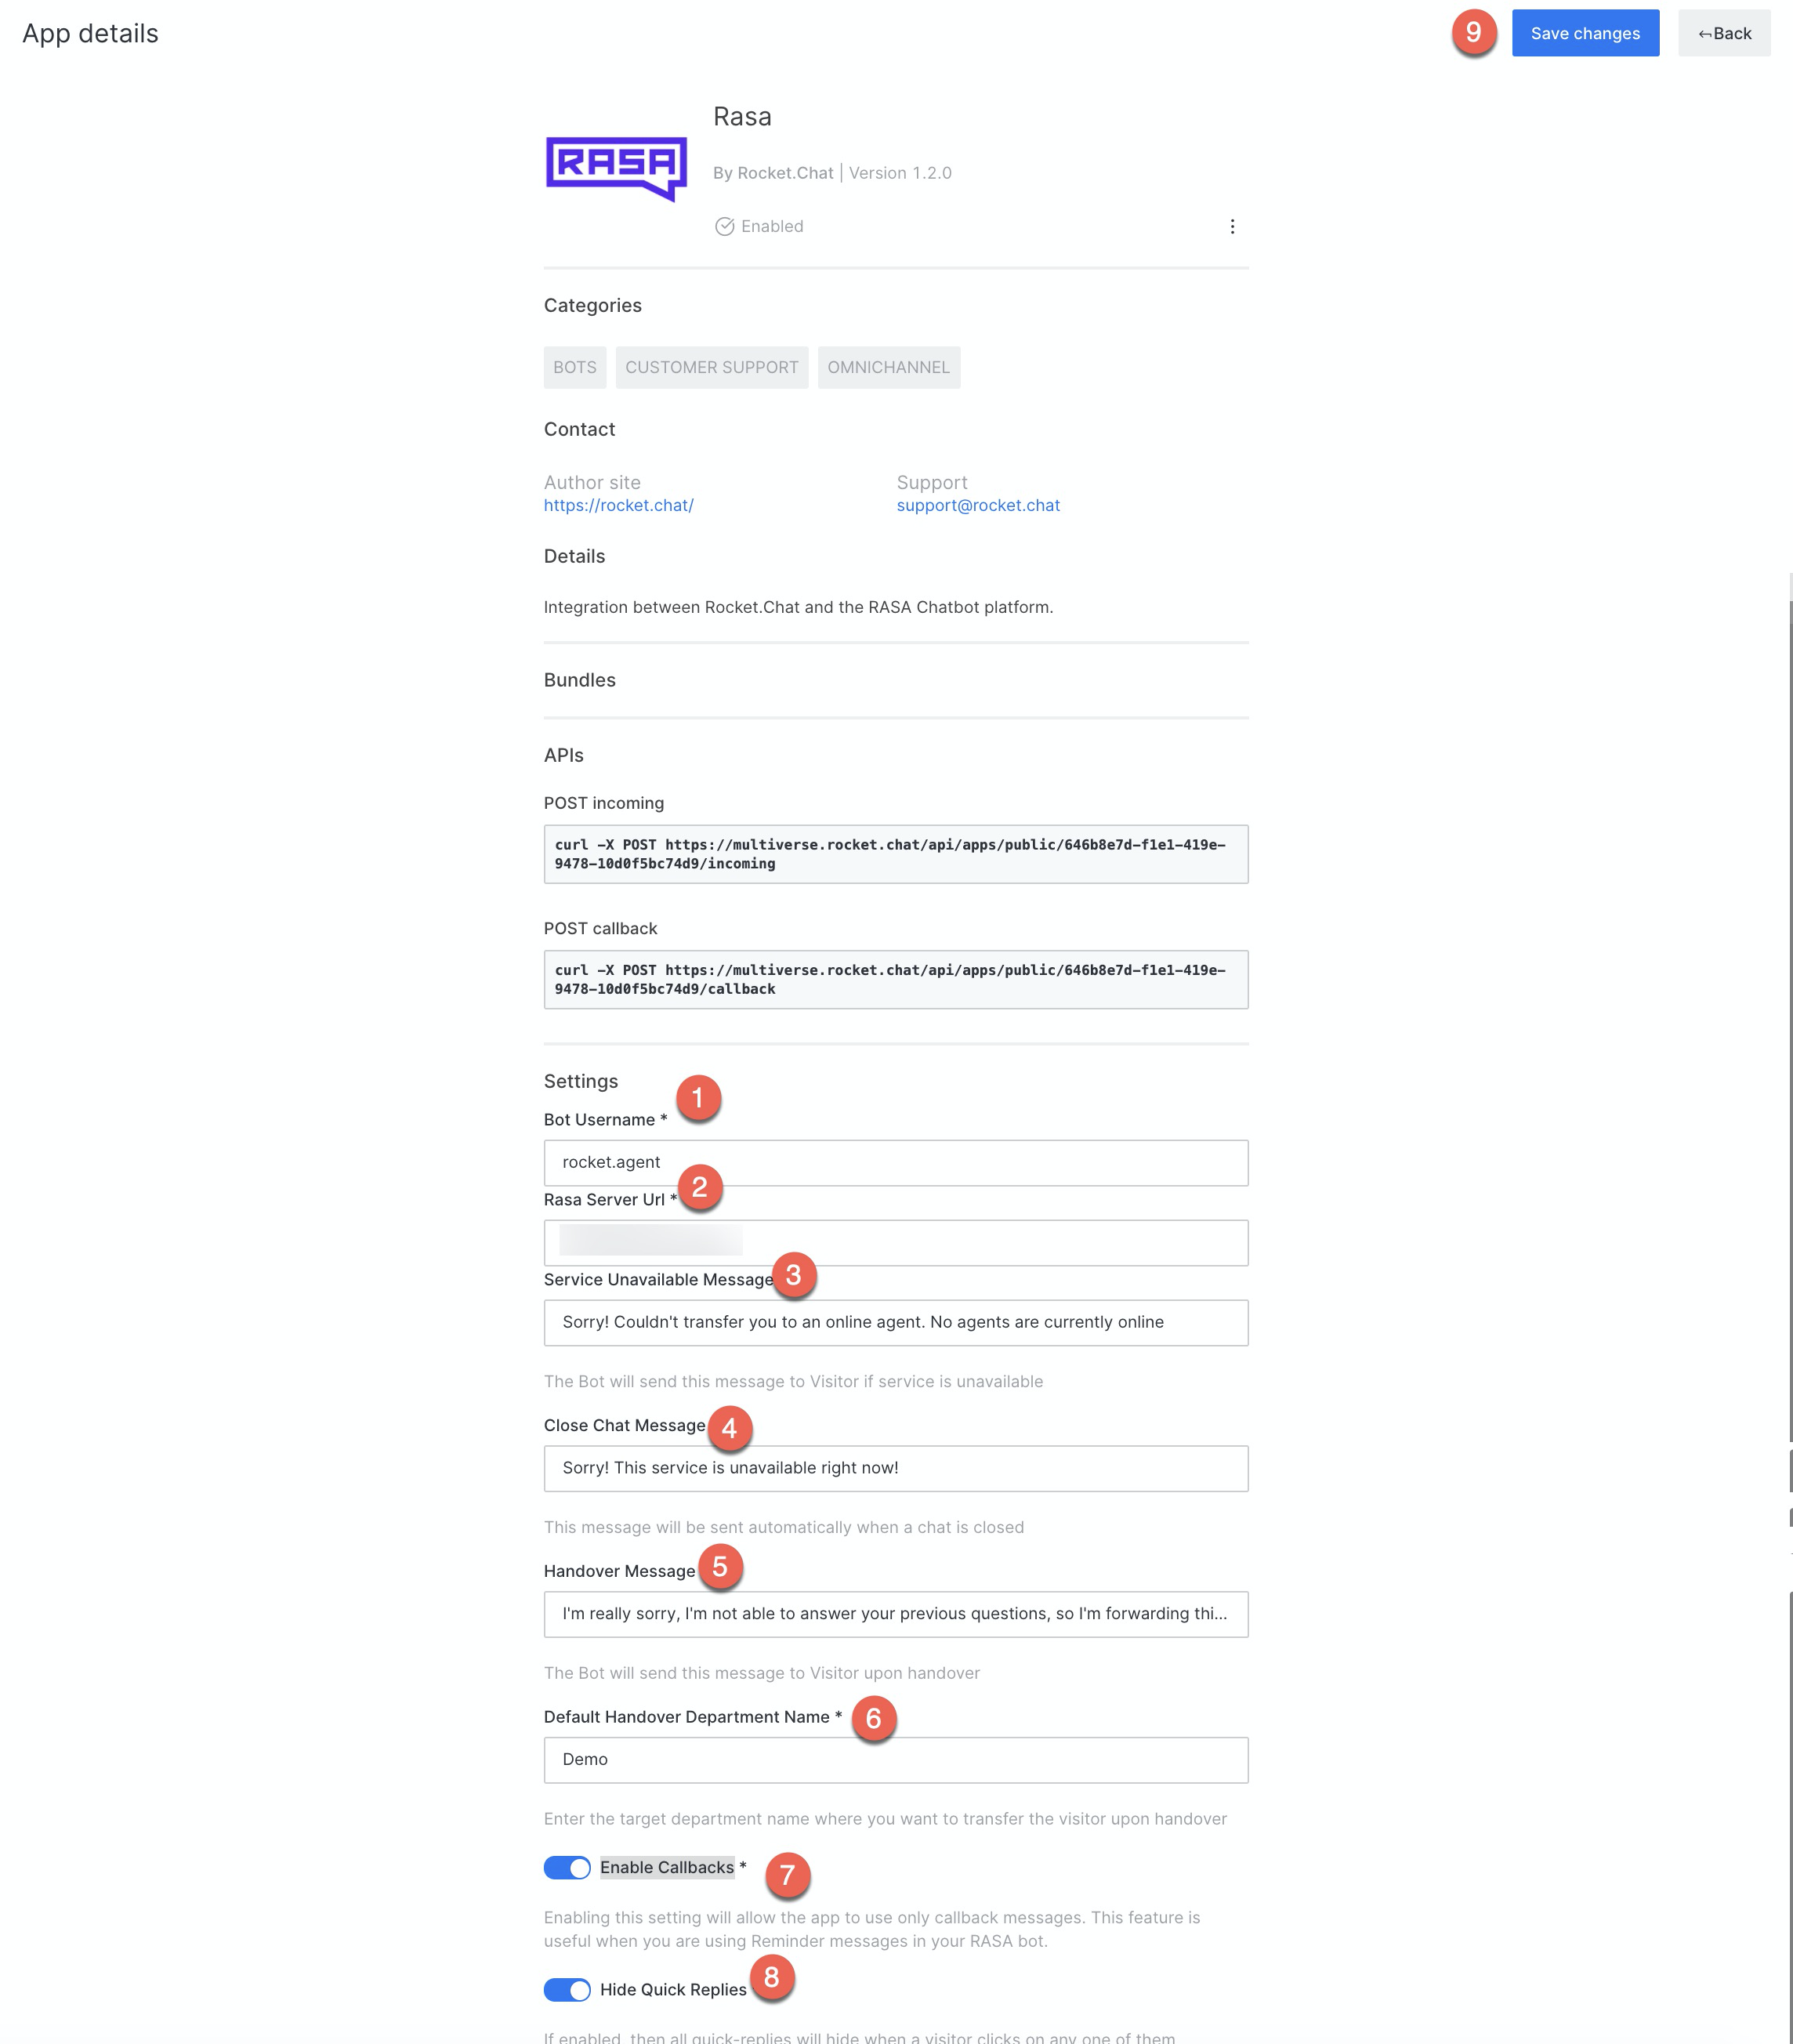 App details
9
Save changes
←Back
Rasa
RASA
By Rocket.Chat | Version 1.2.0
Enabled
Categories
BOTS
CUSTOMER SUPPORT
OMNICHANNEL
Contact
Author site
https://rocket.chat/
Support
support@rocket.chat
Details
Integration between Rocket.Chat and the RASA Chatbot platform.
Bundles
APIs
POST incoming
curl -X POST https://multiverse.rocket.chat/api/apps/public/646b8e7d-f1e1-419e-
9478-10d0f5bc74d9/incoming
POST callback
curl -X POST https://multiverse.rocket.chat/api/apps/public/646b8e7d-f1e1-419e-
9478-10d0f5bc74d9/callback
Settings
1
Bot Username *
rocket.agent
2
Rasa Server Url *
Service Unavailable Message
3
Sorry! Couldn't transfer you to an online agent. No agents are currently online
The Bot will send this message to Visitor if service is unavailable
Close Chat Message
4
Sorry! This service is unavailable right now!
This message will be sent automatically when a chat is closed
Handover Message
5
I'm really sorry, I'm not able to answer your previous questions, so I'm forwarding thi...
The Bot will send this message to Visitor upon handover
Default Handover Department Name *
6
Demo
Enter the target department name where you want to transfer the visitor upon handover
Enable Callbacks *
7
Enabling this setting will allow the app to use only callback messages. This feature is
useful when you are using Reminder messages in your RASA bot.
Hide Quick Replies
8
If enabled, then all quick-replies will hide when a visitor clicks on any one of them